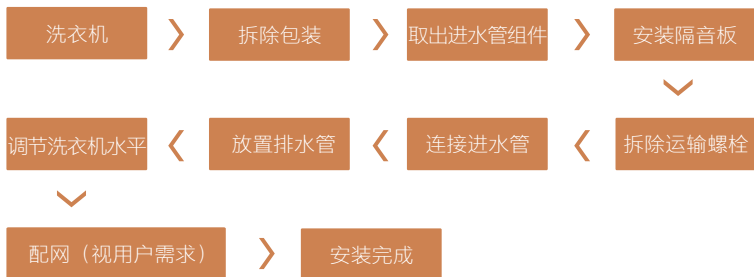 洗衣机
拆除包装
取出进水管组件
安装隔音板
拆除运输螺栓
连接进水管
放置排水管
调节洗衣机水平
配网（视用户需求）
安装完成